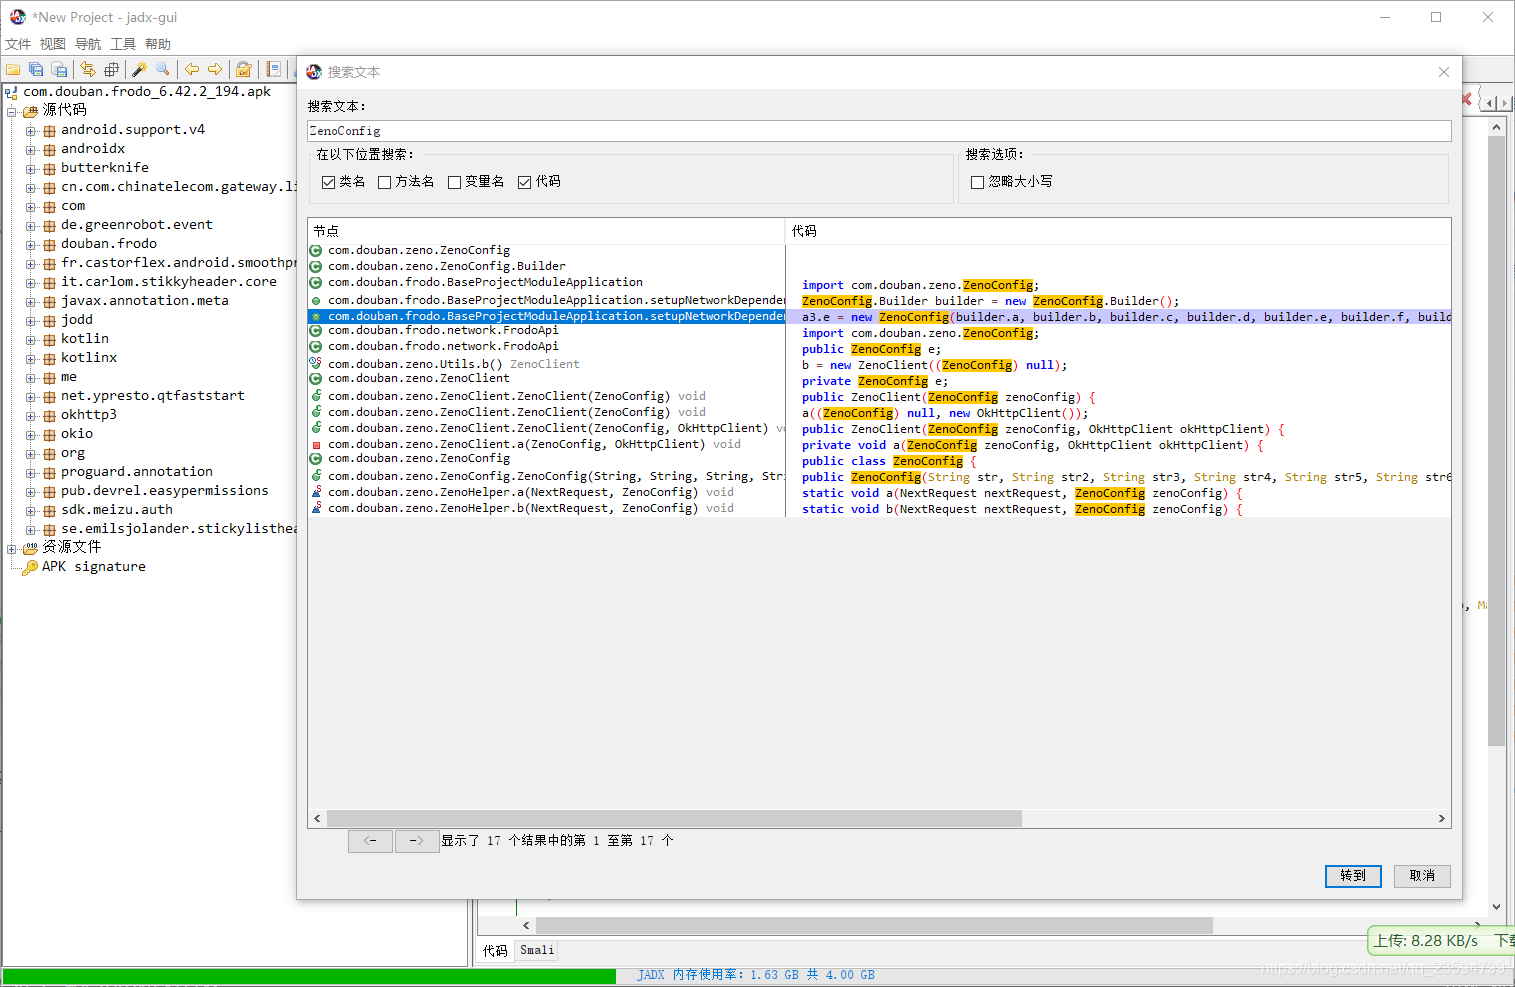 *New Project - jadx-gui
文件 视图 导航 工具 帮助
com.douban.frodo_6.42.2_194.apk
源代码
android.support.v4
androidx
butterknife
cn.com.chinatelecom.gateway.li
com
de.greenrobot.event
douban.frodo
fr.castorflex.android.smoothpr
it.carlom.stikkyheader.core
javax.annotation.meta
jodd
kotlin
kotlinx
me
net.ypresto.qtfaststart
okhttp3
okio
org
proguard.annotation
pub.devrel.easypermissions
sdk.meizu.auth
se.emilsjolander.stickylisthea
资源文件
APK signature
搜索文本
搜索文本:
ZenoConfig
在以下位置搜索:
类名 方法名 变量名 代码
搜索选项:
忽略大小写
节点 代码
com.douban.zeno.ZenoConfig
com.douban.zeno.ZenoConfig.Builder
com.douban.frodo.BaseProjectModuleApplication import com.douban.zeno.ZenoConfig;
com.douban.frodo.BaseProjectModuleApplication.setupNetworkDepender ZenoConfig.Builder builder = new ZenoConfig.Builder();
com.douban.frodo.BaseProjectModuleApplication.setupNetworkDepender a3.e = new ZenoConfig(builder.a, builder.b, builder.c, builder.d, builder.e, builder.f, build
com.douban.frodo.network.FrodoApi import com.douban.zeno.ZenoConfig;
com.douban.frodo.network.FrodoApi public ZenoConfig e;
com.douban.zeno.Utils.b() ZenoClient b = new ZenoClient((ZenoConfig) null);
com.douban.zeno.ZenoClient private ZenoConfig e;
com.douban.zeno.ZenoClient.ZenoClient(ZenoConfig) void public ZenoClient(ZenoConfig zenoConfig) {
com.douban.zeno.ZenoClient.ZenoClient(ZenoConfig) void a((ZenoConfig) null, new OkHttpClient());
com.douban.zeno.ZenoClient.ZenoClient(ZenoConfig, OkHttpClient) v public ZenoClient(ZenoConfig zenoConfig, OkHttpClient okHttpClient) {
com.douban.zeno.ZenoClient.a(ZenoConfig, OkHttpClient) void private void a(ZenoConfig zenoConfig, OkHttpClient okHttpClient) {
com.douban.zeno.ZenoConfig public class ZenoConfig {
com.douban.zeno.ZenoConfig.ZenoConfig(String, String, String, Str public ZenoConfig(String str, String str2, String str3, String str4, String str5, String str6
com.douban.zeno.ZenoHelper.a(NextRequest, ZenoConfig) void static void a(NextRequest nextRequest, ZenoConfig zenoConfig) {
com.douban.zeno.ZenoHelper.b(NextRequest, ZenoConfig) void static void b(NextRequest nextRequest, ZenoConfig zenoConfig) {
<- -> 显示了 17 个结果中的第 1 至第 17 个
转到 取消
代码 Smali
上传: 8.28 KB/s 下载
JADX 内存使用率: 1.63 GB 共 4.00 GB
https://blog.csdn.net/qq_23594799